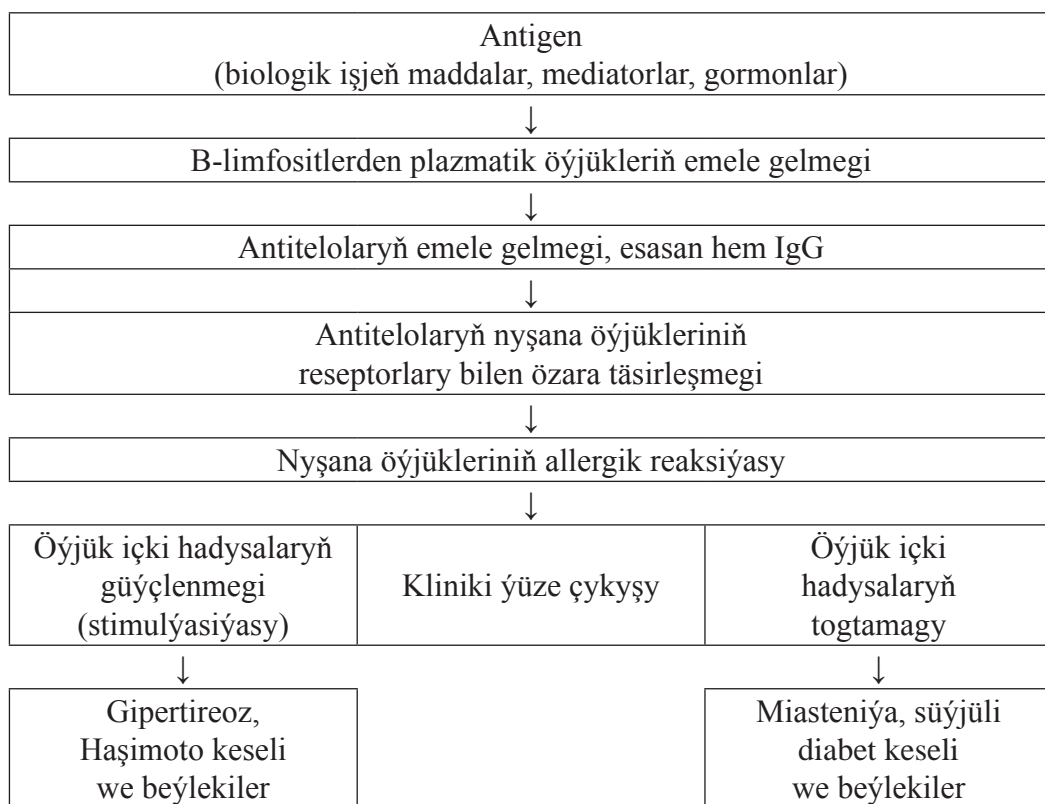 Antigen
(biologik işjeň maddalar, mediatorlar, gormonlar)
↓
B-limfositlerden plazmatik öýjükleriň emele gelmegi
↓
Antitelolaryň emele gelmegi, esasan hem IgG
↓
Antitelolaryň nyşana öýjükleriniň
reseptorlary bilen özara täsirleşmegi
↓
Nyşana öýjükleriniň allergik reaksiýasy
↓
Öýjük içki hadysalaryň
güýçlenmegi
(stimulýasiýasy)
Kliniki ýüze çykyşy
Öýjük içki
hadysalaryň
togtamagy
↓
↓
Gipertireoz,
Haşimoto keseli
we beýlekiler
Miasteniýa, süýjüli
diabet keseli
we beýlekiler